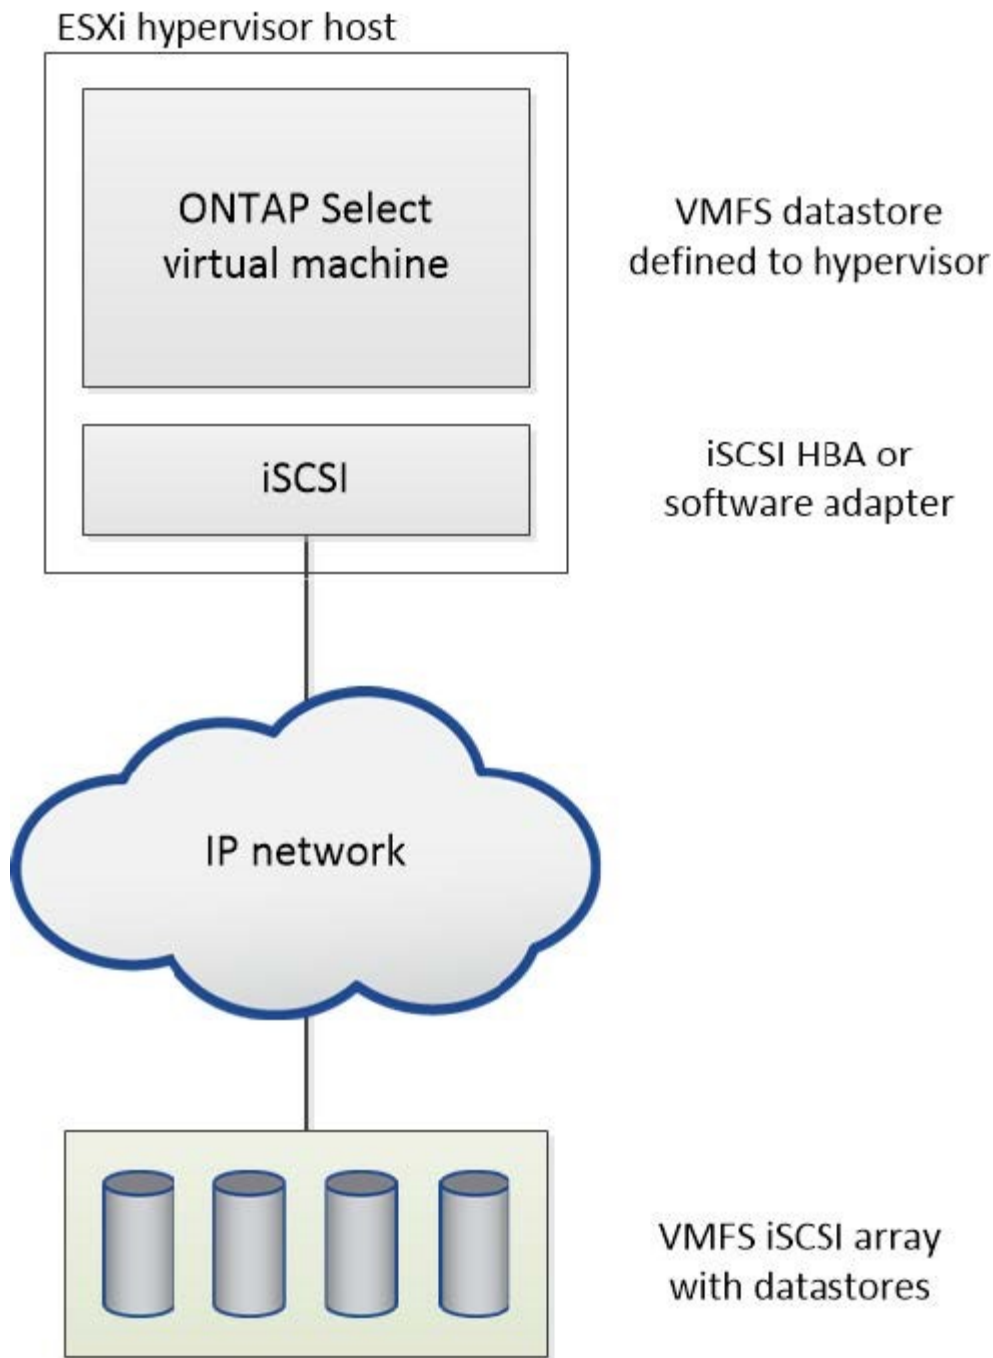 ESXi hypervisor host
ONTAP Select
virtual machine
VMFS datastore
defined to hypervisor
iSCSI
iSCSI HBA or
software adapter
IP network
VMFS iSCSI array
with datastores